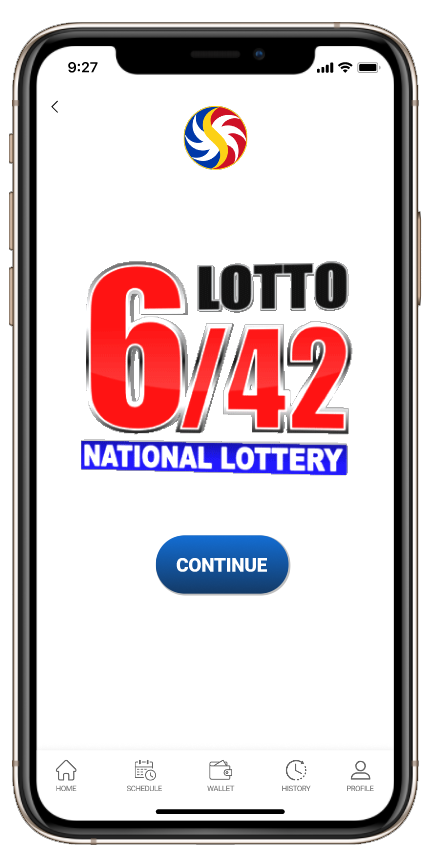 9:27
LOTTO
6/42
NATIONAL LOTTERY
CONTINUE
HOME SCHEDULE WALLET HISTORY PROFILE